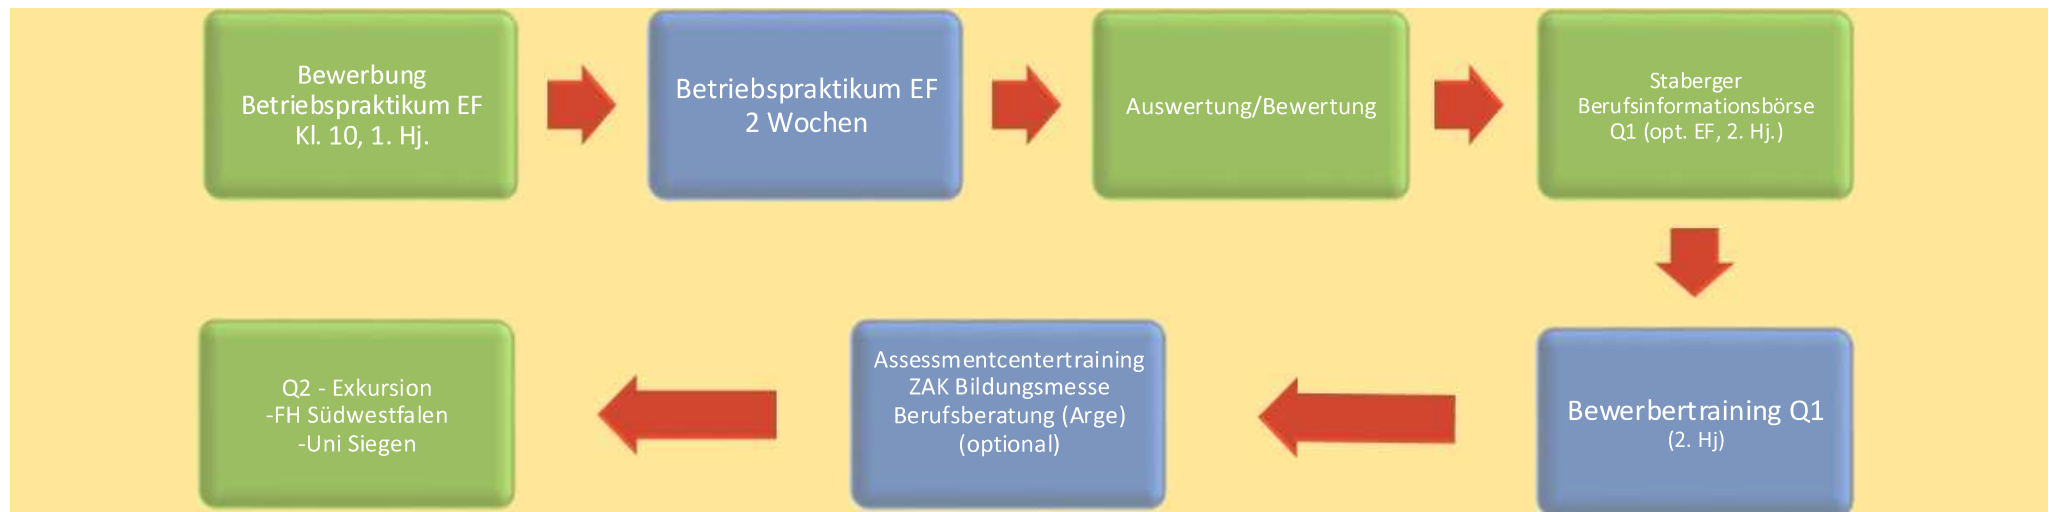 Bewerbung
Betriebspraktikum EF
Kl. 10, 1. Hj.
Betriebspraktikum EF
2 Wochen
Auswertung/Bewertung
Staberger
Berufsinformationsbörse
Q1 (opt. EF, 2. Hj.)
Bewerbertraining Q1
(2. Hj)
Assessmentcentertraining
ZAK Bildungsmesse
Berufsberatung (Arge)
(optional)
Q2 - Exkursion
-FH Südwestfalen
-Uni Siegen